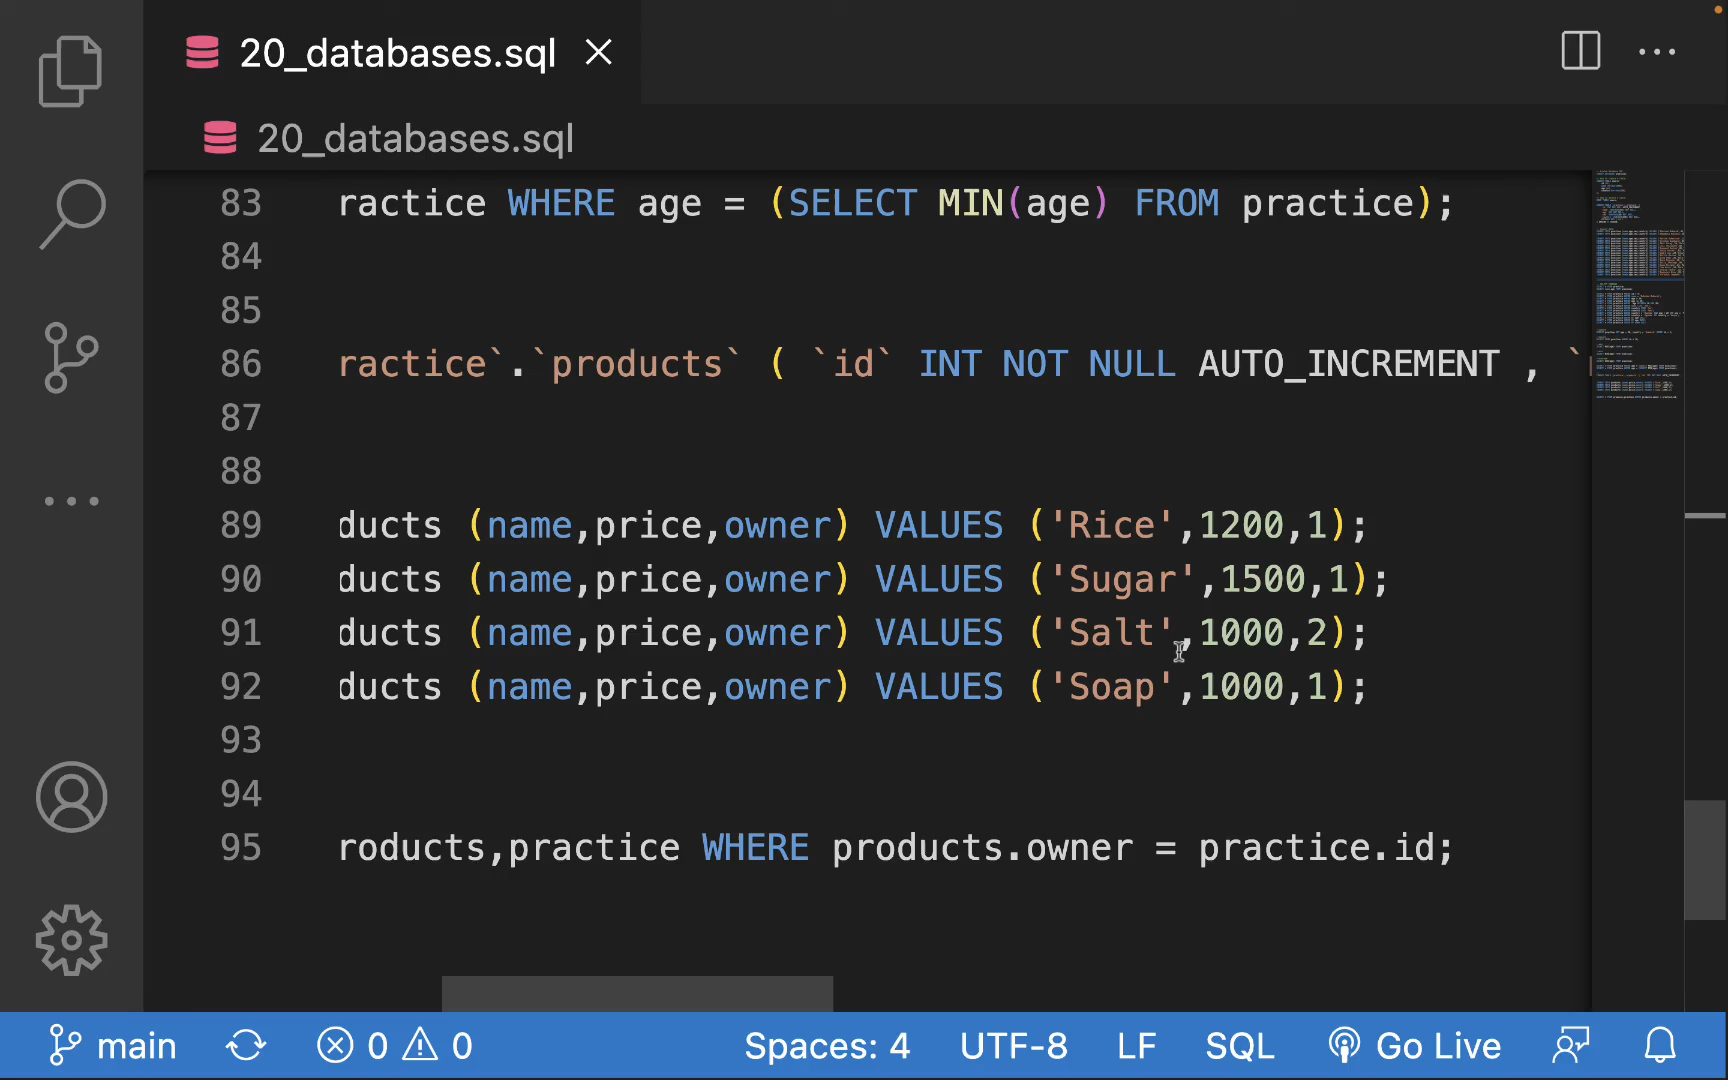 20_databases.sql
20_databases.sql
83 ractice WHERE age = (SELECT MIN(age) FROM practice);
84
85
86 ractice`.`products` ( `id` INT NOT NULL AUTO_INCREMENT , `
87
88
89 ducts (name,price,owner) VALUES ('Rice',1200,1);
90 ducts (name,price,owner) VALUES ('Sugar',1500,1);
91 ducts (name,price,owner) VALUES ('Salt',1000,2);
92 ducts (name,price,owner) VALUES ('Soap',1000,1);
93
94
95 roducts,practice WHERE products.owner = practice.id;
main 0 0 Spaces: 4 UTF-8 LF SQL Go Live